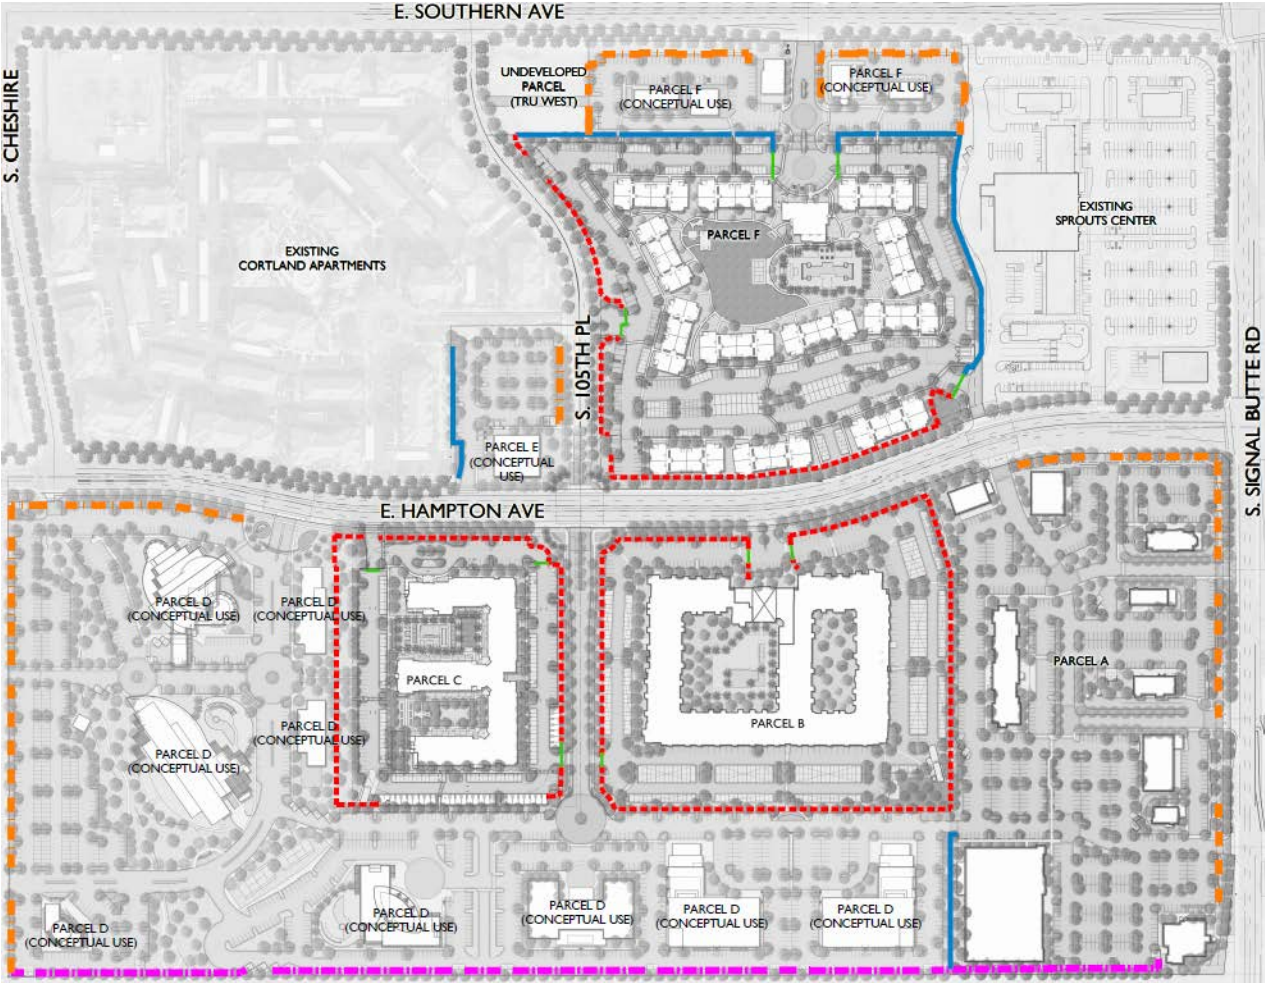 E. SOUTHERN AVE
S. CHESHIRE
UNDEVELOPED
PARCEL
(TRU WEST)
PARCEL F
(CONCEPTUAL USE)
PARCEL F
(CONCEPTUAL USE)
EXISTING
SPROUTS CENTER
PARCEL F
EXISTING
CORTLAND APARTMENTS
S. 105TH PL
S. SIGNAL BUTTE RD
PARCEL E
(CONCEPTUAL
USE)
E. HAMPTON AVE
PARCEL D
(CONCEPTUAL USE)
PARCEL D
(CONCEPTUAL USE)
PARCEL C
PARCEL B
PARCEL A
PARCEL D
(CONCEPTUAL USE)
PARCEL D
(CONCEPTUAL USE)
PARCEL D
(CONCEPTUAL USE)
PARCEL D
(CONCEPTUAL USE)
PARCEL D
(CONCEPTUAL USE)
PARCEL D
(CONCEPTUAL USE)
PARCEL D
(CONCEPTUAL USE)